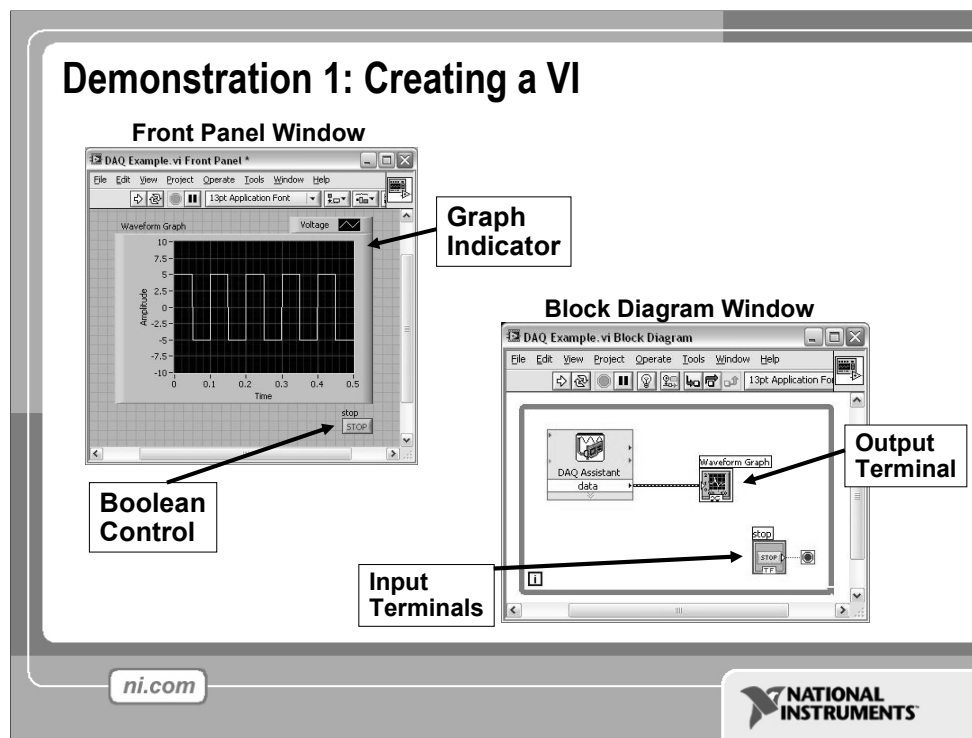 Demonstration 1: Creating a VI
Front Panel Window
DAQ Example.vi Front Panel *
File Edit View Project Operate Tools Window Help
13pt Application Font
Waveform Graph
Voltage
10
7.5
5
2.5
0
-2.5
-5
-7.5
-10
Amplitude
0 0.1 0.2 0.3 0.4 0.5
Time
stop
STOP
Graph
Indicator
Boolean
Control
Block Diagram Window
DAQ Example.vi Block Diagram
File Edit View Project Operate Tools Window Help
13pt Application Fon
DAQ Assistant
data
Waveform Graph
stop
STOP
TF
i
Output
Terminal
Input
Terminals
ni.com
NATIONAL
INSTRUMENTS